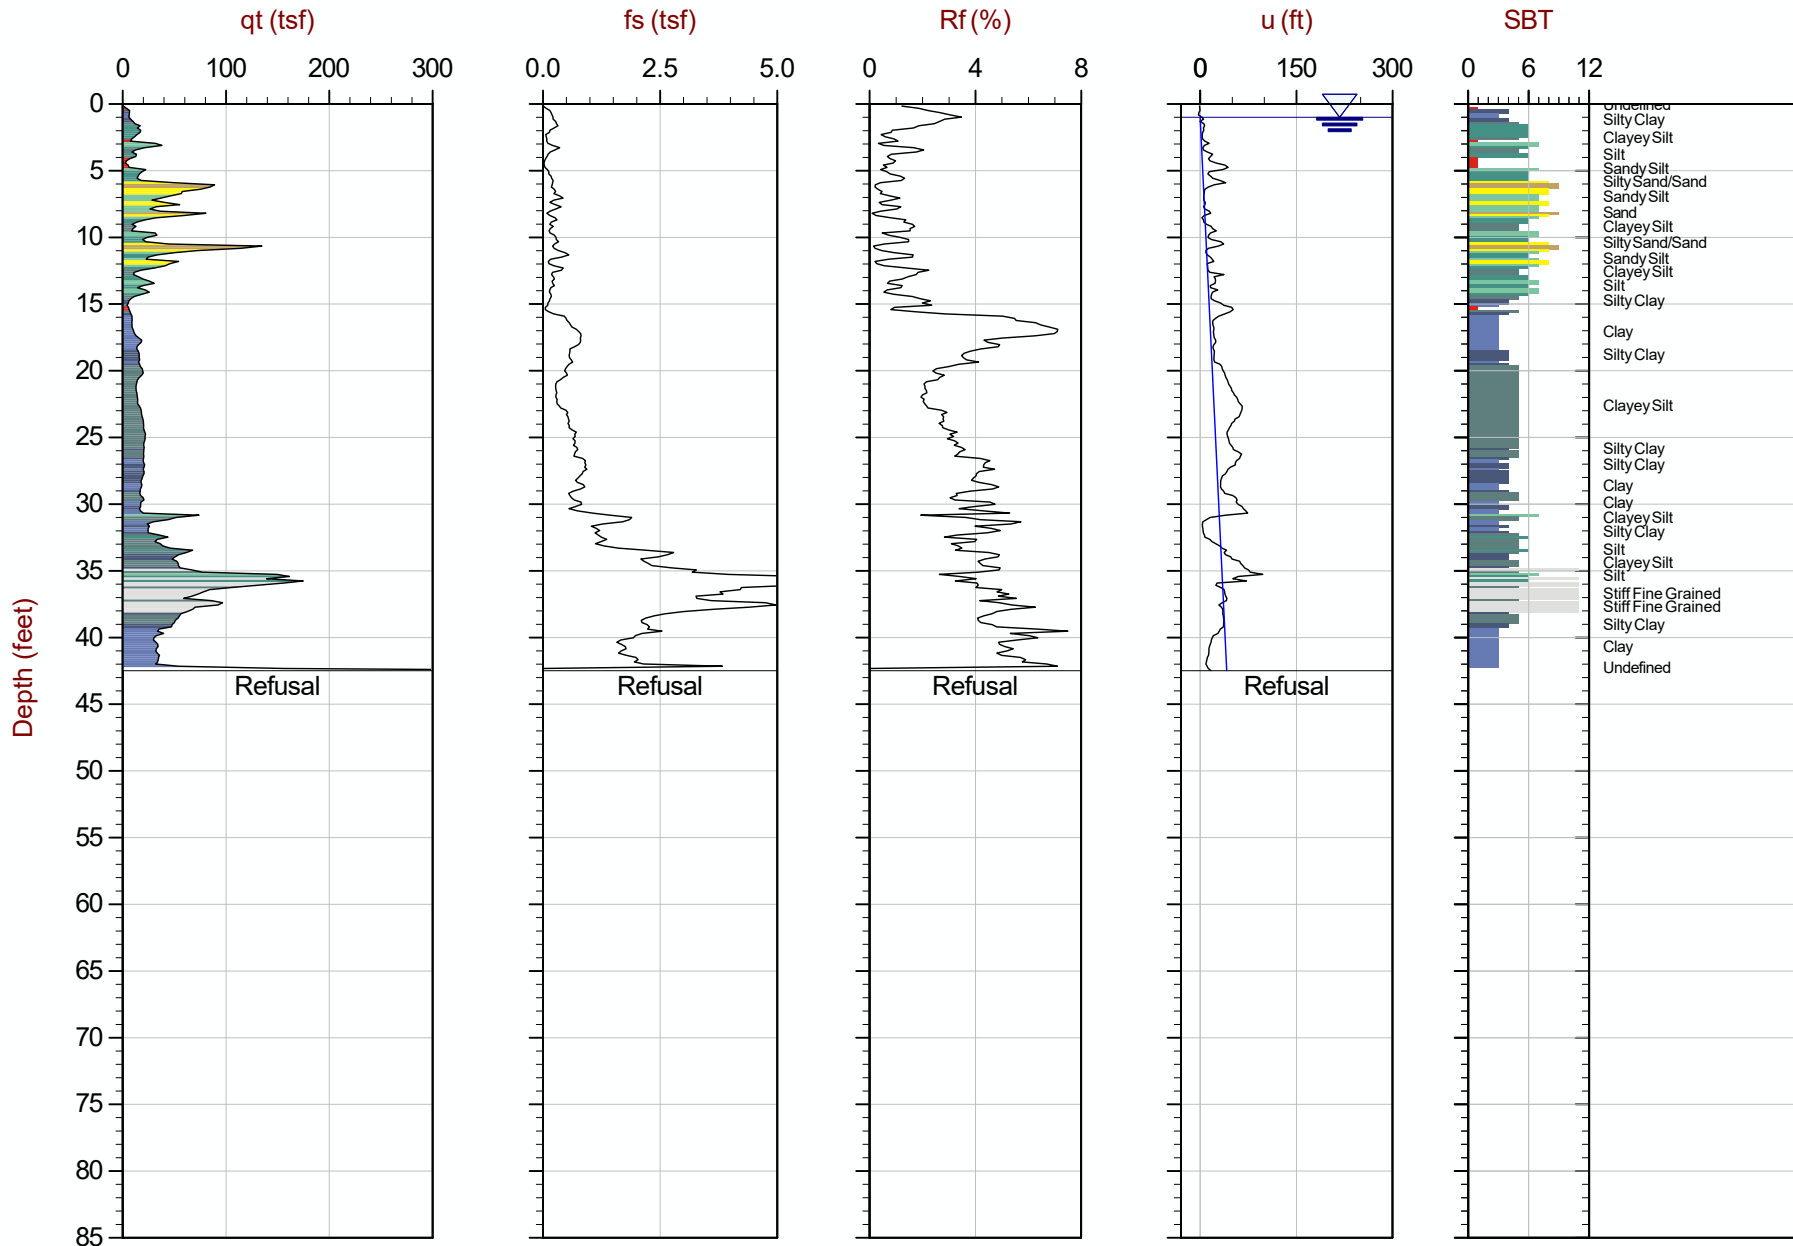 qt (tsf)
fs (tsf)
Rf (%)
u (ft)
SBT
0 100 200 300
0.0 2.5 5.0
0 4 8
0 150 300
0 6 12
Depth (feet)
0
5
10
15
20
25
30
35
40
45
50
55
60
65
70
75
80
85
Undefined
Silty Clay
Clayey Silt
Silt
Sandy Silt
Silty Sand/Sand
Sandy Silt
Sand
Clayey Silt
Silty Sand/Sand
Sandy Silt
Clayey Silt
Silt
Silty Clay
Clay
Silty Clay
Clayey Silt
Silty Clay
Silty Clay
Clay
Clay
Clayey Silt
Silty Clay
Silt
Clayey Silt
Silt
Stiff Fine Grained
Stiff Fine Grained
Silty Clay
Clay
Undefined
Refusal
Refusal
Refusal
Refusal